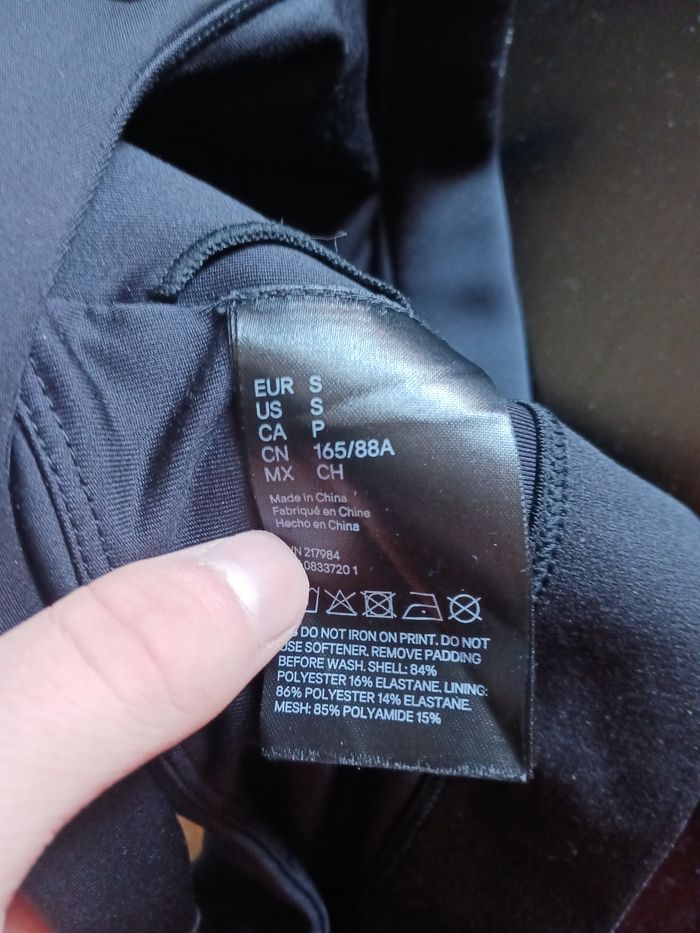 EUR S
US S
CA P
CN 165/88A
MX CH
Made in China
Fabriqué en Chine
Hecho en China
N 217984
0833720 1
DO NOT IRON ON PRINT. DO NOT
USE SOFTENER. REMOVE PADDING
BEFORE WASH. SHELL: 84%
POLYESTER 16% ELASTANE. LINING:
86% POLYESTER 14% ELASTANE.
MESH: 85% POLYAMIDE 15%